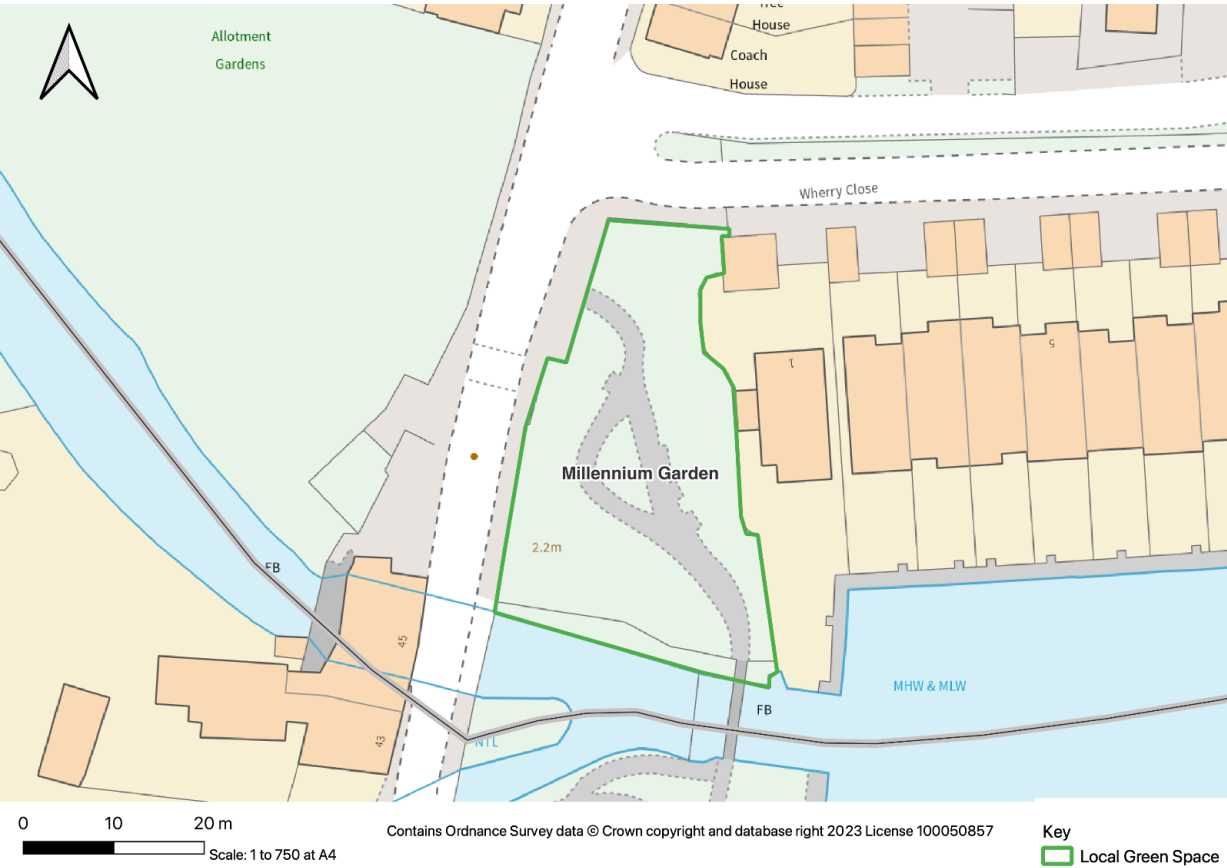 Tree
House
Coach
House
Allotment
Gardens
Wherry Close
1
5
Millennium Garden
2.2m
FB
45
MHW & MLW
FB
43
NTL
0 10 20 m
Scale: 1 to 750 at A4
Contains Ordnance Survey data © Crown copyright and database right 2023 License 100050857
Key
Local Green Space